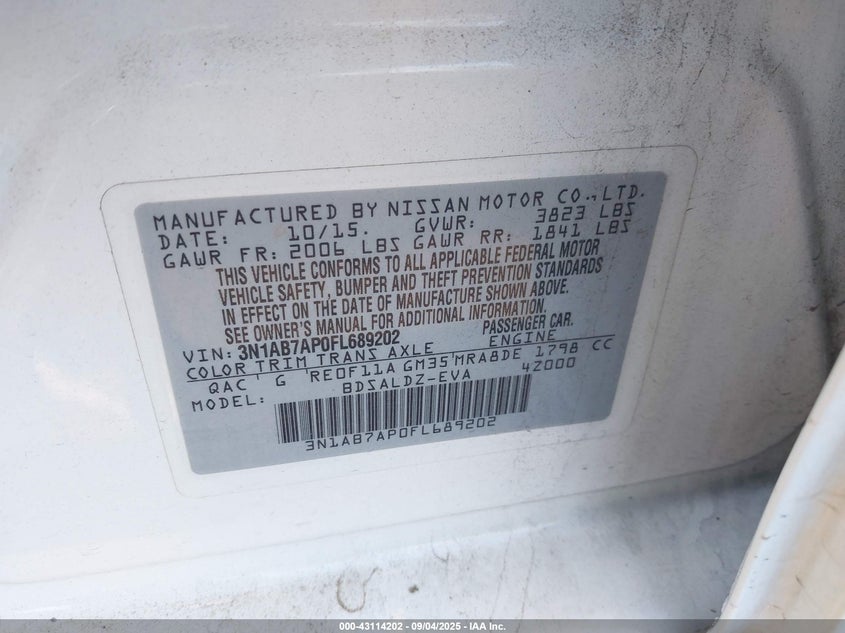 MANUFACTURED BY NISSAN MOTOR CO., LTD.
DATE: 10/15. GVWR: 3823 LBS
GAWR FR: 2006 LBS GAWR RR: 1841 LBS
THIS VEHICLE CONFORMS TO ALL APPLICABLE FEDERAL MOTOR
VEHICLE SAFETY, BUMPER AND THEFT PREVENTION STANDARDS
IN EFFECT ON THE DATE OF MANUFACTURE SHOWN ABOVE.
SEE OWNER'S MANUAL FOR ADDITIONAL INFORMATION.
VIN: 3N1AB7AP0FL689202 PASSENGER CAR.
COLOR TRIM TRANS AXLE ENGINE
QAC G RE0F11A GM35 MRA8DE 1798 CC
MODEL: BDSALDZ-EVA 4Z000
3N1AB7AP0FL689202
000-43114202 - 09/04/2025 - IAA Inc.